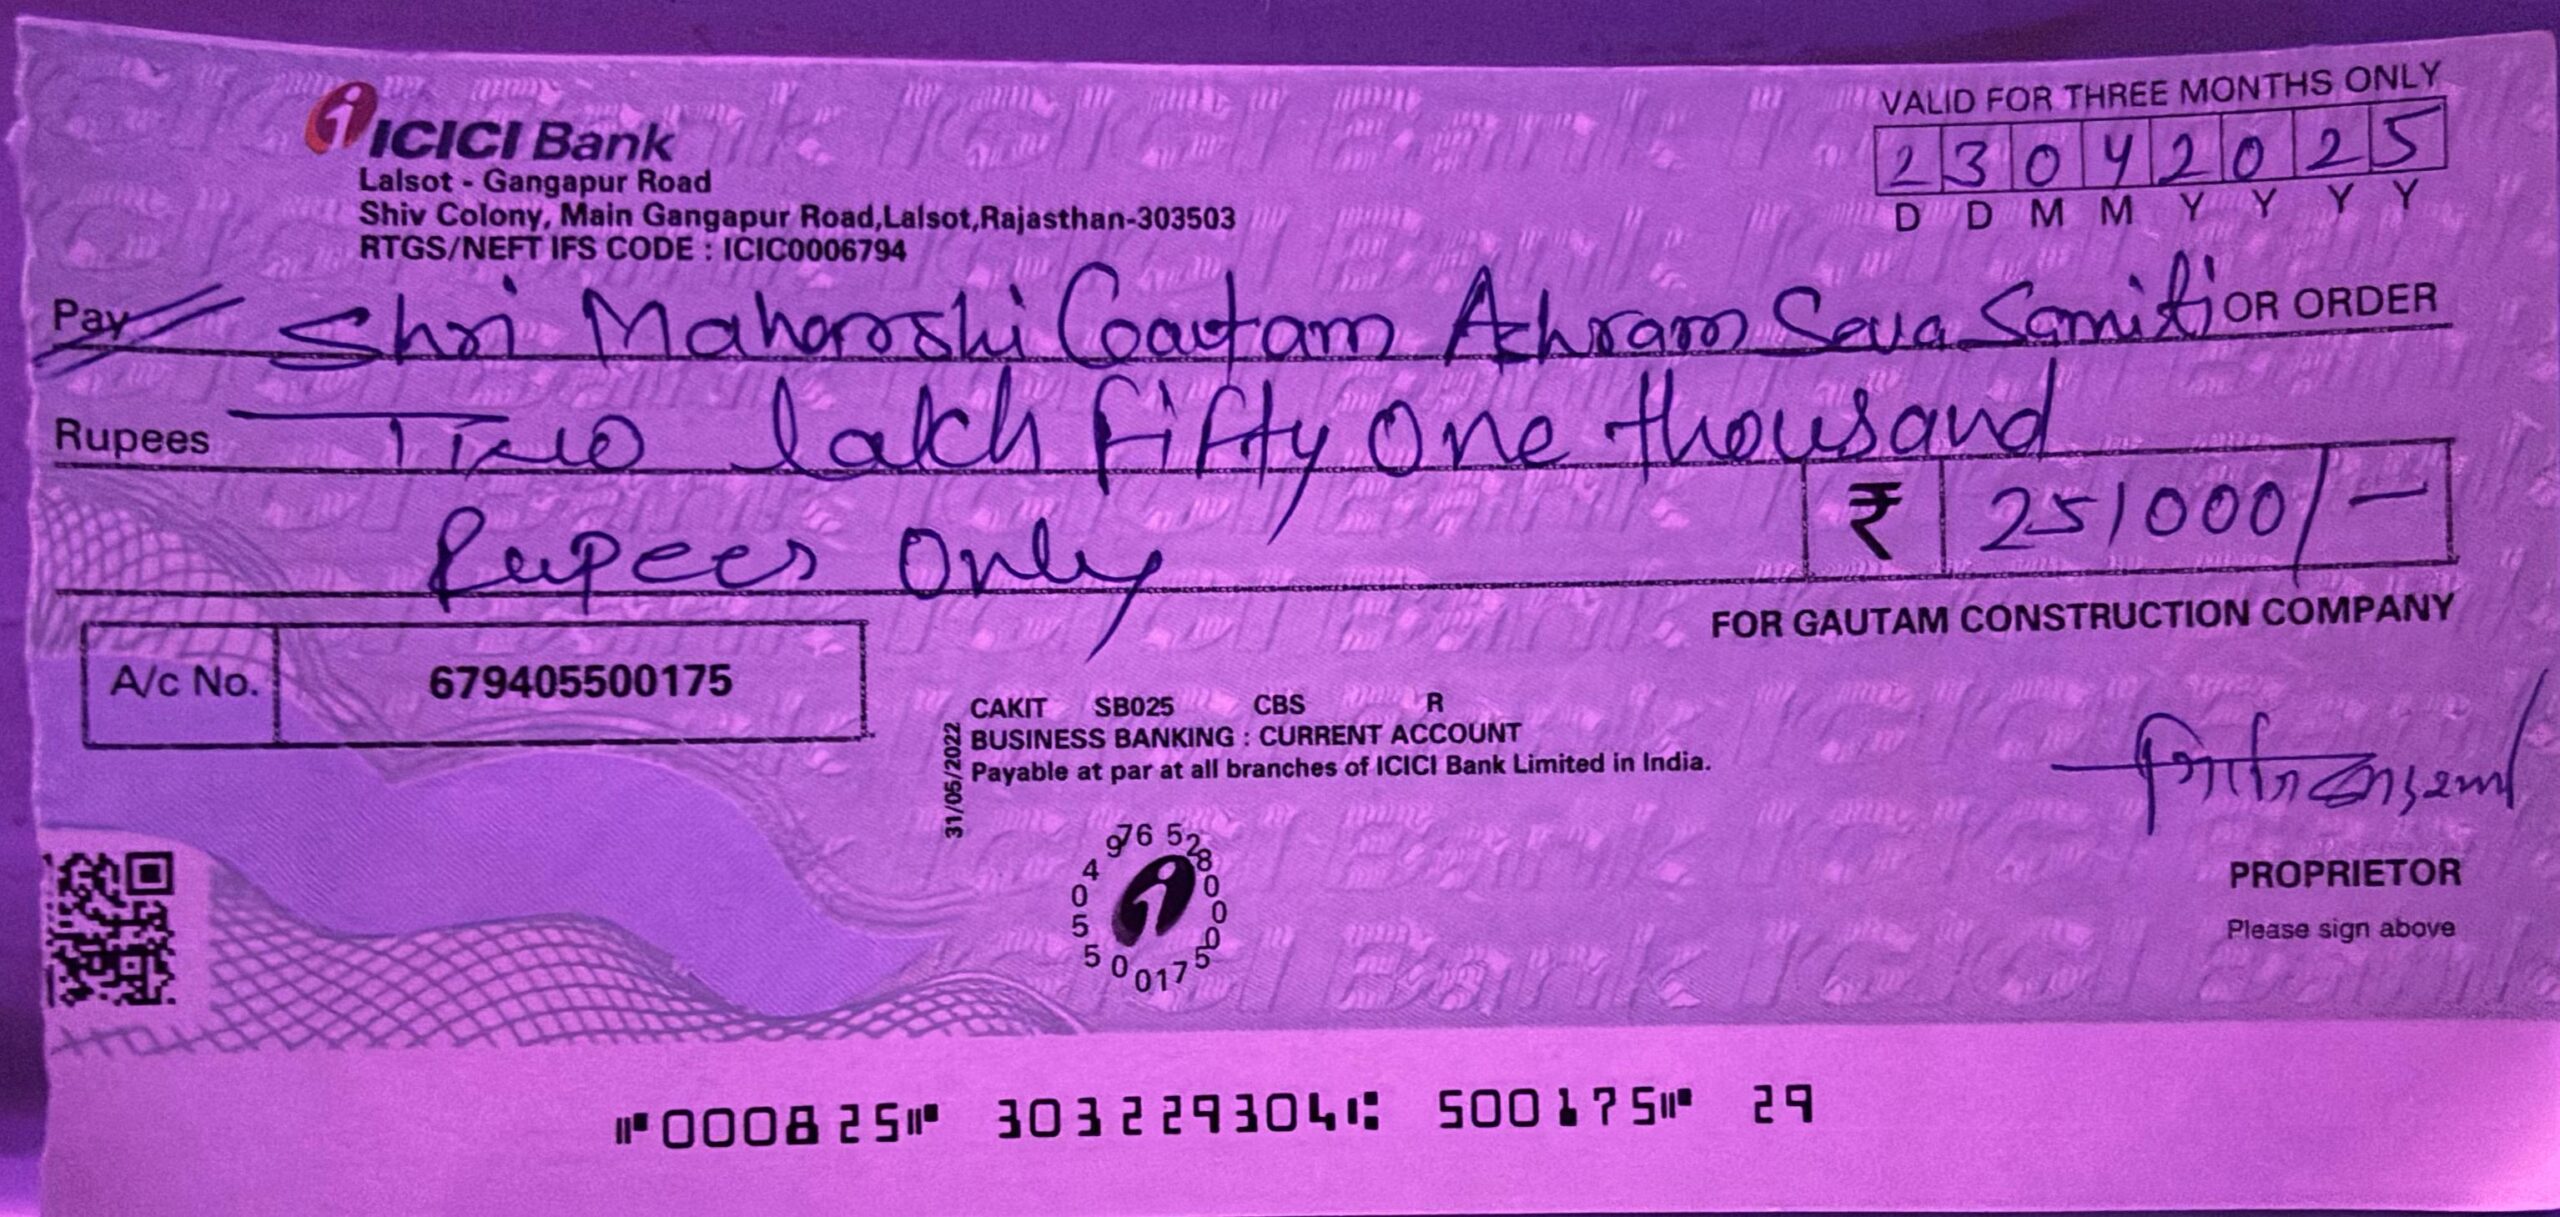 ICICI Bank
Lalsot - Gangapur Road
Shiv Colony, Main Gangapur Road,Lalsot,Rajasthan-303503
RTGS/NEFT IFS CODE : ICIC0006794
VALID FOR THREE MONTHS ONLY
23042025
D D M M Y Y Y Y
Pay Shri Maharshi Gautam Ashram Seva Samiti OR ORDER
Rupees Two lakh fifty One thousand
Rupees Only
₹ 251000/-
FOR GAUTAM CONSTRUCTION COMPANY
A/c No. 679405500175
CAKIT SB025 CBS R
BUSINESS BANKING : CURRENT ACCOUNT
Payable at par at all branches of ICICI Bank Limited in India.
31/05/2022
PROPRIETOR
Please sign above
⑈000825⑈ 303229304⑆ 500175⑈ 29